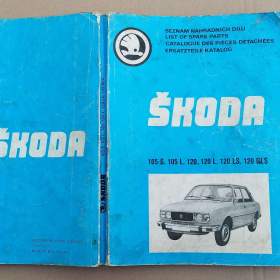 SEZNAM NÁHRADNÍCH DÍLŮ
LIST OF SPARE PARTS
CATALOGUE DES PIÈCES DÉTACHÉES
ERSATZTEILE KATALOG
ŠKODA
ŠKODA
105 S, 105 L, 120, 120 L, 120 LS, 120 GLS